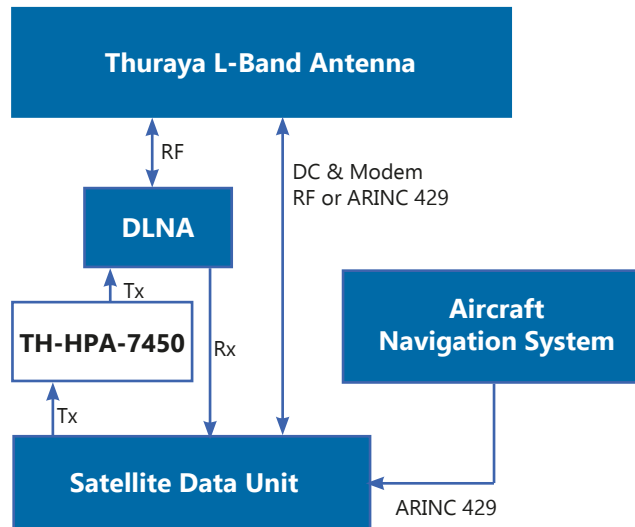 Thuraya L-Band Antenna
RF
DC & Modem
RF or ARINC 429
DLNA
Tx
Aircraft
Navigation System
TH-HPA-7450
Rx
Tx
Satellite Data Unit
ARINC 429